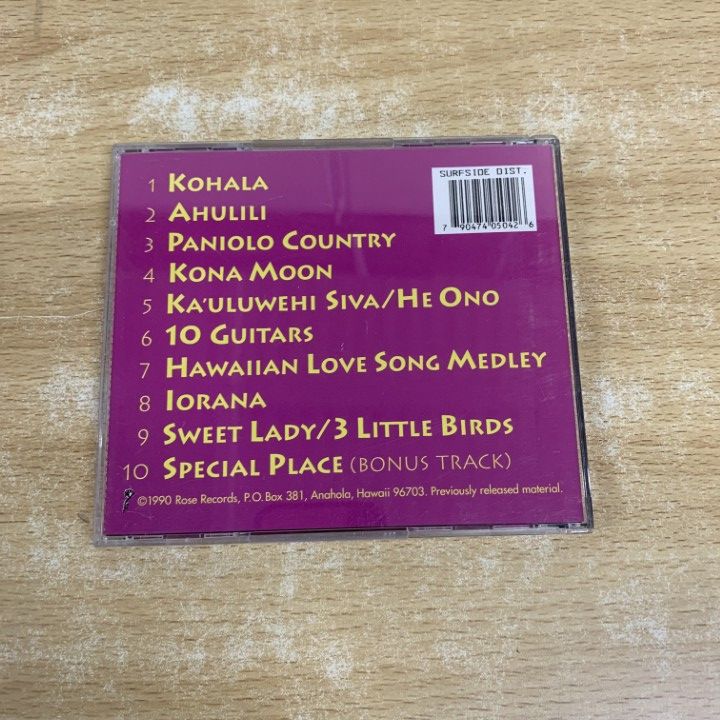 SURFSIDE DIST.
7 90474 05042 6
1 KOHALA
2 AHULILI
3 PANIOLO COUNTRY
4 KONA MOON
5 KA'ULUWEHI SIVA/HE ONO
6 10 GUITARS
7 HAWAIIAN LOVE SONG MEDLEY
8 IORANA
9 SWEET LADY/3 LITTLE BIRDS
10 SPECIAL PLACE (BONUS TRACK)
©1990 Rose Records, P.O. Box 381, Anahola, Hawaii 96703. Previously released material.